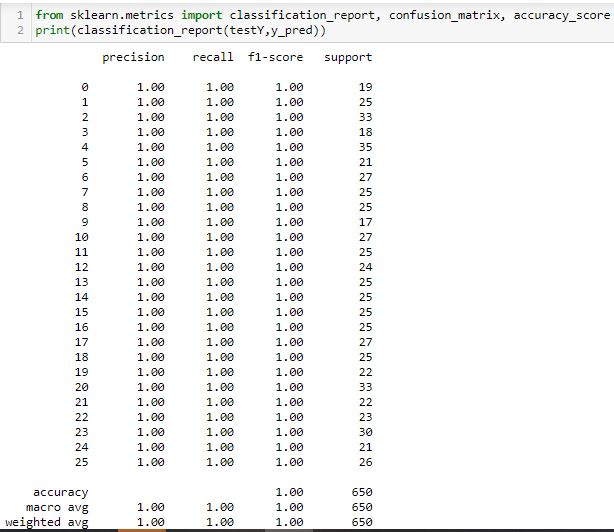 1 from sklearn.metrics import classification_report, confusion_matrix, accuracy_score
2 print(classification_report(testY,y_pred))
precision recall f1-score support
0 1.00 1.00 1.00 19
1 1.00 1.00 1.00 25
2 1.00 1.00 1.00 33
3 1.00 1.00 1.00 18
4 1.00 1.00 1.00 35
5 1.00 1.00 1.00 21
6 1.00 1.00 1.00 27
7 1.00 1.00 1.00 25
8 1.00 1.00 1.00 25
9 1.00 1.00 1.00 17
10 1.00 1.00 1.00 27
11 1.00 1.00 1.00 25
12 1.00 1.00 1.00 24
13 1.00 1.00 1.00 25
14 1.00 1.00 1.00 25
15 1.00 1.00 1.00 25
16 1.00 1.00 1.00 25
17 1.00 1.00 1.00 27
18 1.00 1.00 1.00 25
19 1.00 1.00 1.00 22
20 1.00 1.00 1.00 33
21 1.00 1.00 1.00 22
22 1.00 1.00 1.00 23
23 1.00 1.00 1.00 30
24 1.00 1.00 1.00 21
25 1.00 1.00 1.00 26
accuracy 1.00 650
macro avg 1.00 1.00 1.00 650
weighted avg 1.00 1.00 1.00 650